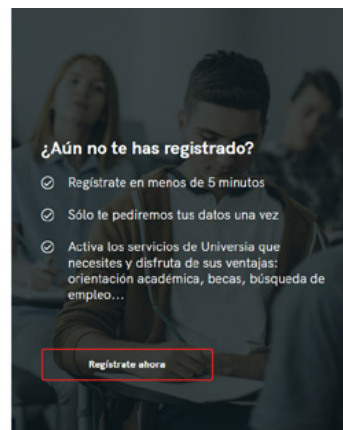 ¿Aún no te has registrado?
Regístrate en menos de 5 minutos
Sólo te pediremos tus datos una vez
Activa los servicios de Universia que
necesites y disfruta de sus ventajas:
orientación académica, becas, búsqueda de
empleo...
Regístrate ahora